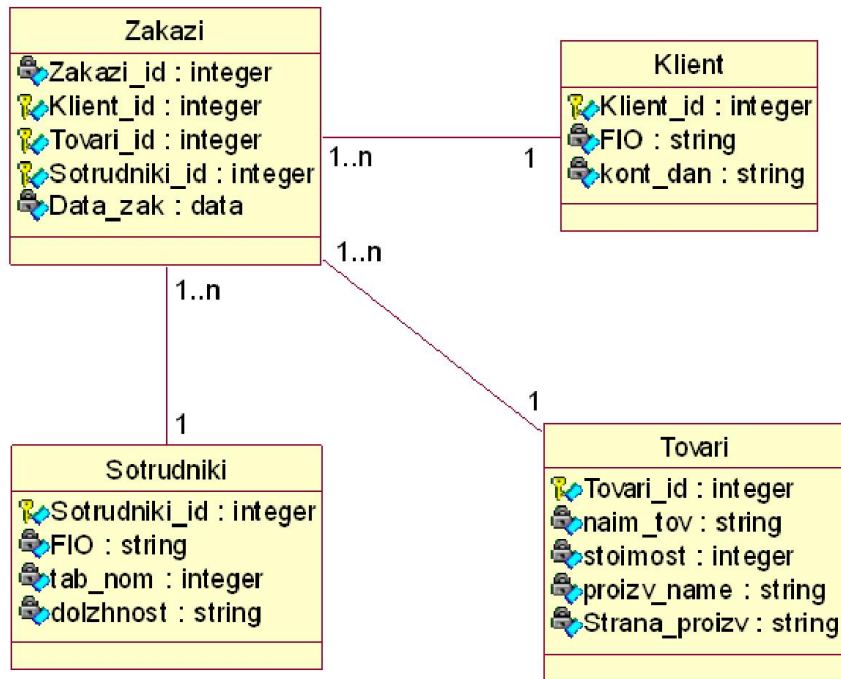 Zakazi
Zakazi_id : integer
Klient_id : integer
Tovari_id : integer
Sotrudniki_id : integer
Data_zak : data
Klient
Klient_id : integer
FIO : string
kont_dan : string
1..n
1
1..n
1..n
1
1
Sotrudniki
Sotrudniki_id : integer
FIO : string
tab_nom : integer
dolzhnost : string
Tovari
Tovari_id : integer
naim_tov : string
stoimost : integer
proizv_name : string
Strana_proizv : string